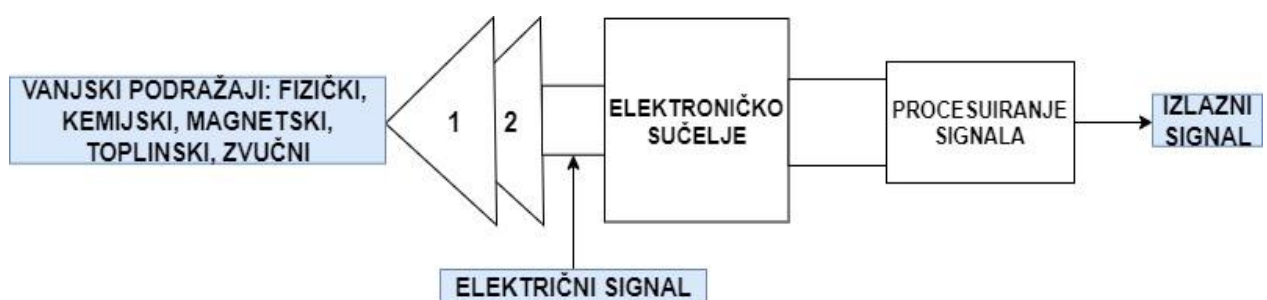 VANJSKI PODRAŽAJI: FIZIČKI,
KEMIJSKI, MAGNETSKI,
TOPLINSKI, ZVUČNI
1
2
ELEKTRONIČKO
SUČELJE
PROCESUIRANJE
SIGNALA
IZLAZNI
SIGNAL
ELEKTRIČNI SIGNAL